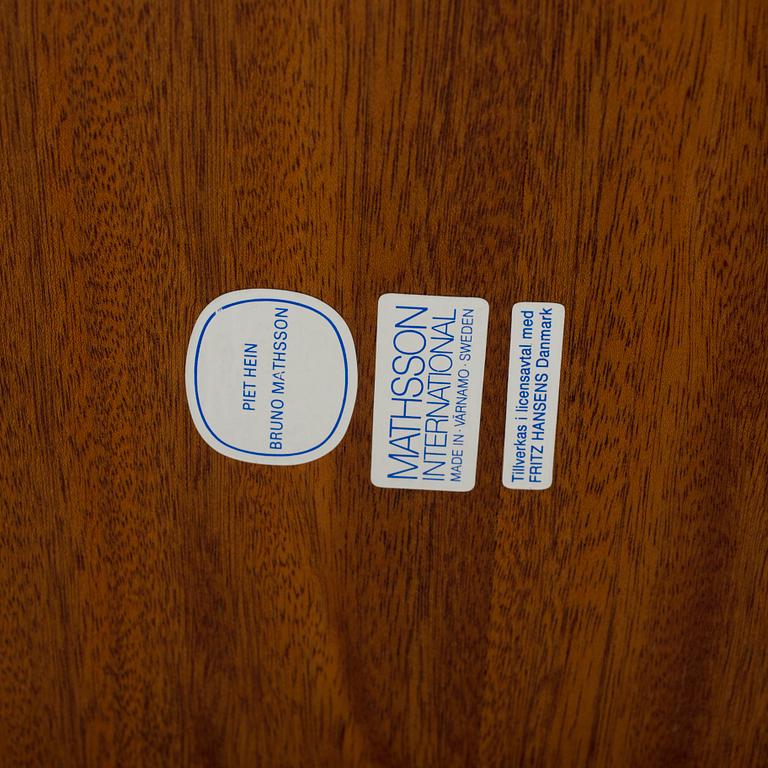 PIET HEIN
BRUNO MATHSSON
MATHSSON
INTERNATIONAL
MADE IN · VÄRNAMO · SWEDEN
Tillverkas i licensavtal med
FRITZ HANSENS Danmark